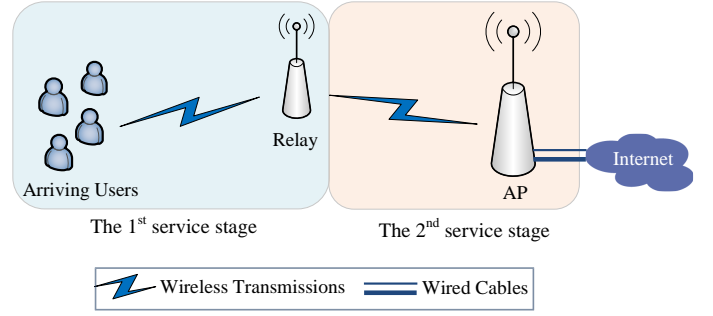 Relay
Arriving Users
AP
Internet
The 1st service stage
The 2nd service stage
Wireless Transmissions
Wired Cables